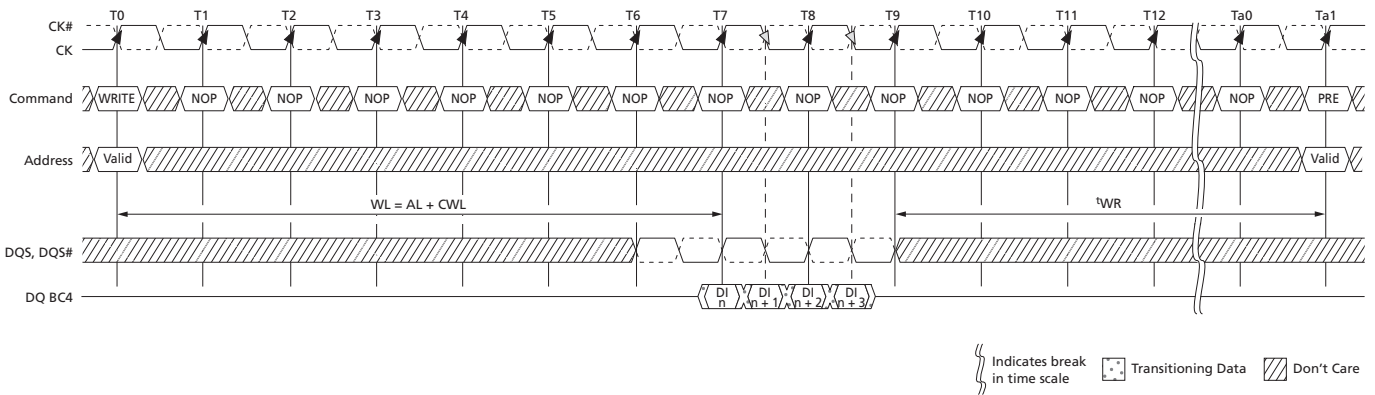 T0 T1 T2 T3 T4 T5 T6 T7 T8 T9 T10 T11 T12 Ta0 Ta1
CK#
CK
Command WRITE NOP NOP NOP NOP NOP NOP NOP NOP NOP NOP NOP NOP NOP PRE
Address Valid Valid
WL = AL + CWL tWR
DQS, DQS#
DQ BC4 DI n DI n + 1 DI n + 2 DI n + 3
Indicates break in time scale
Transitioning Data
Don't Care